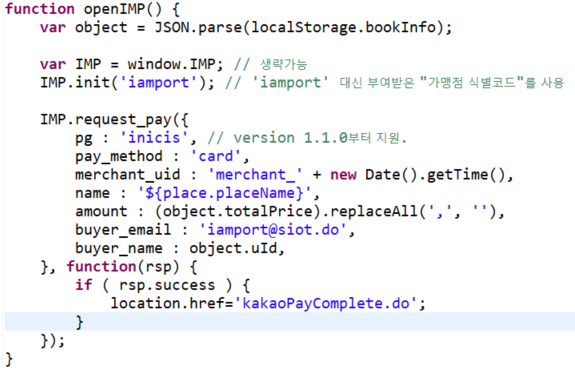 function openIMP() {
    var object = JSON.parse(localStorage.bookInfo);

    var IMP = window.IMP; // 생략가능
    IMP.init('iamport'); // 'iamport' 대신 부여받은 "가맹점 식별코드"를 사용

    IMP.request_pay({
        pg : 'inicis', // version 1.1.0부터 지원.
        pay_method : 'card',
        merchant_uid : 'merchant_' + new Date().getTime(),
        name : '${place.placeName}',
        amount : (object.totalPrice).replaceAll(',', ''),
        buyer_email : 'iamport@siot.do',
        buyer_name : object.uId,
    }, function(rsp) {
        if ( rsp.success ) {
            location.href='kakaoPayComplete.do';
        }
    });
}